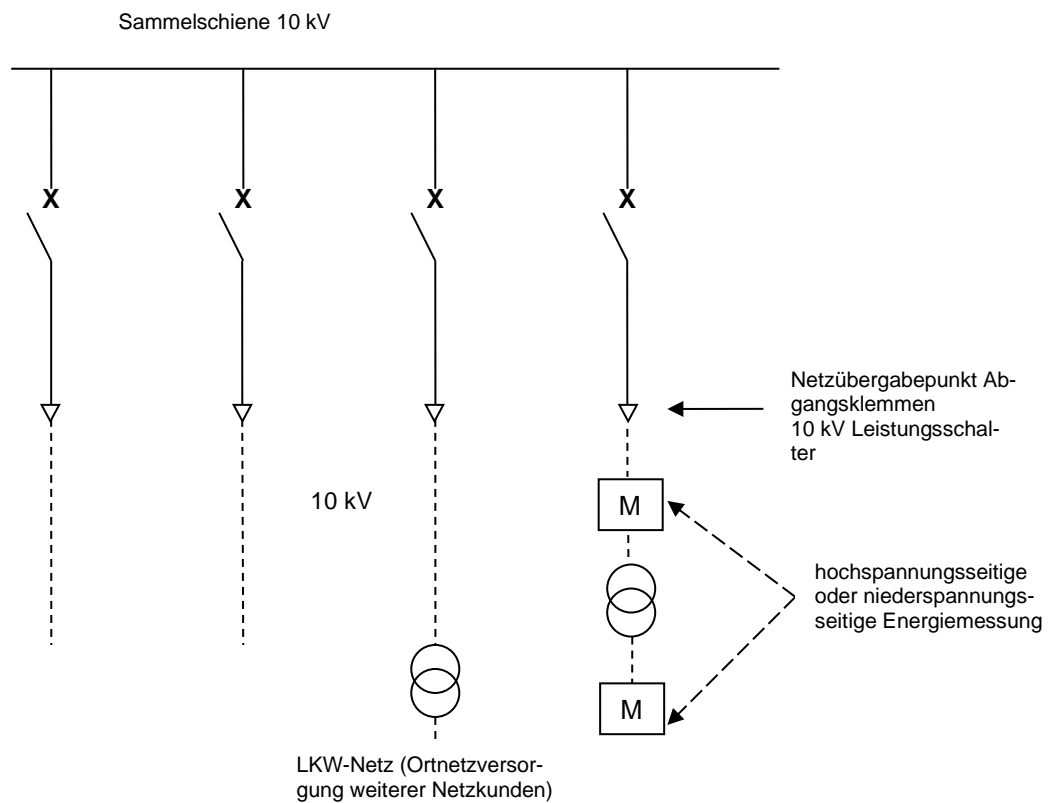 Sammelschiene 10 kV
X X X X
Netzübergabepunkt Ab-
gangsklemmen
10 kV Leistungsschal-
ter
10 kV
M
hochspannungsseitige
oder niederspannungs-
seitige Energiemessung
M
LKW-Netz (Ortnetzversor-
gung weiterer Netzkunden)